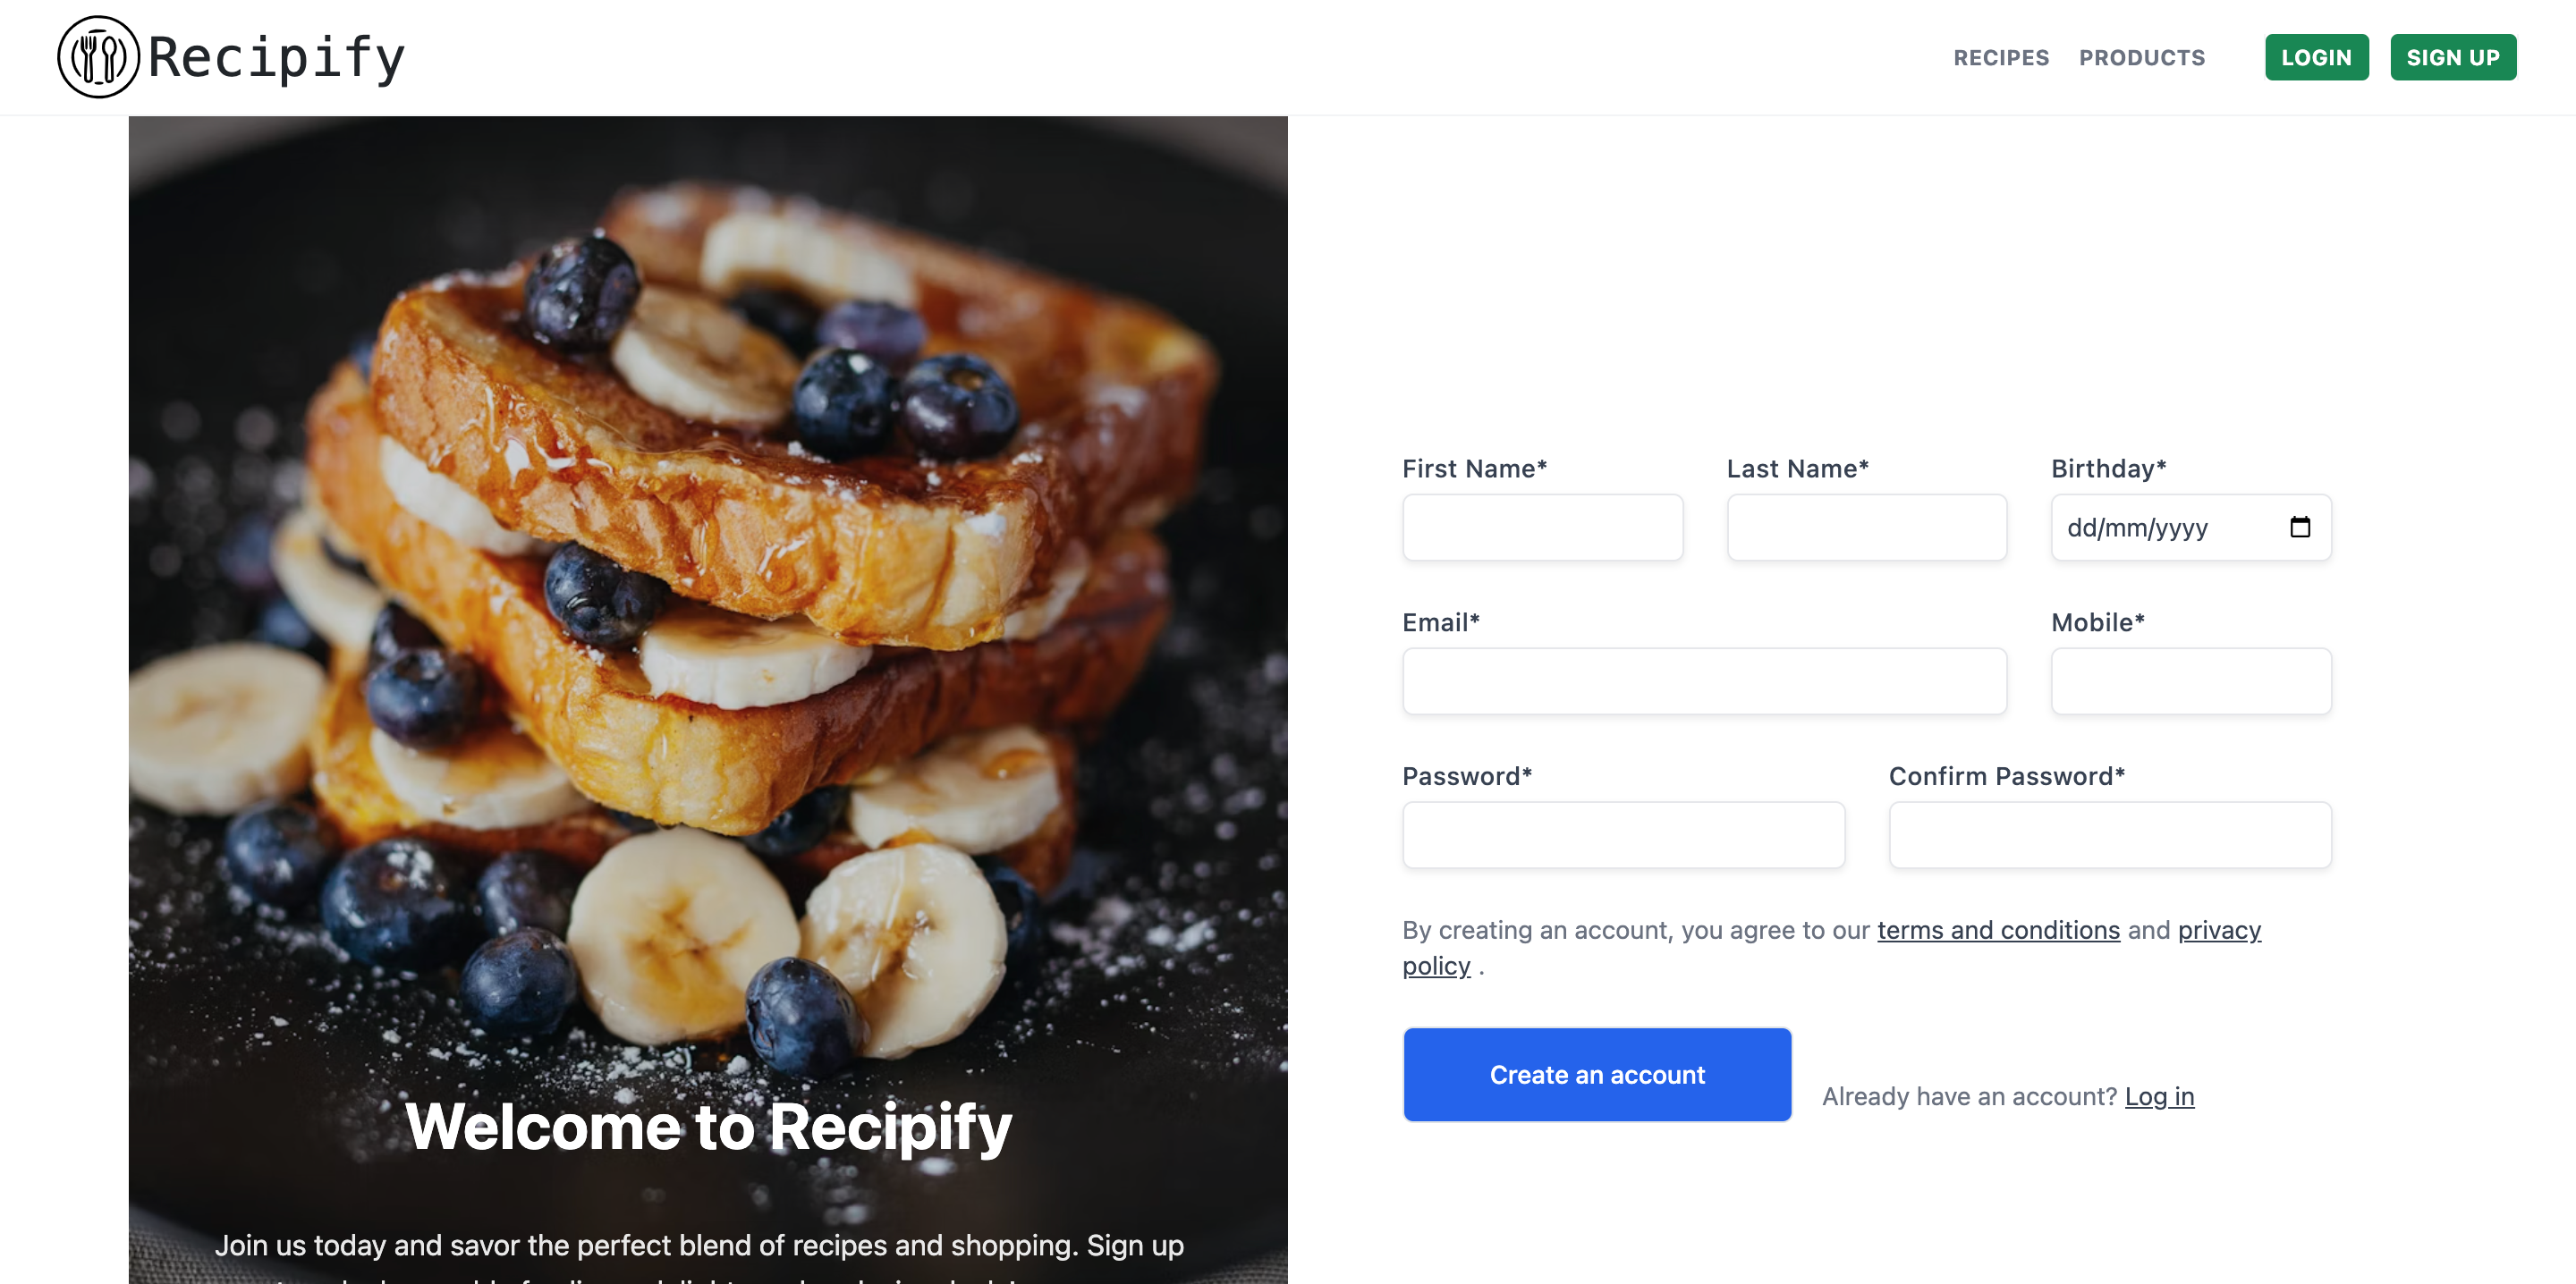 Recipify
RECIPES PRODUCTS LOGIN SIGN UP
First Name* Last Name* Birthday*
dd/mm/yyyy
Email* Mobile*
Password* Confirm Password*
By creating an account, you agree to our terms and conditions and privacy
policy .
Create an account
Already have an account? Log in
Welcome to Recipify
Join us today and savor the perfect blend of recipes and shopping. Sign up